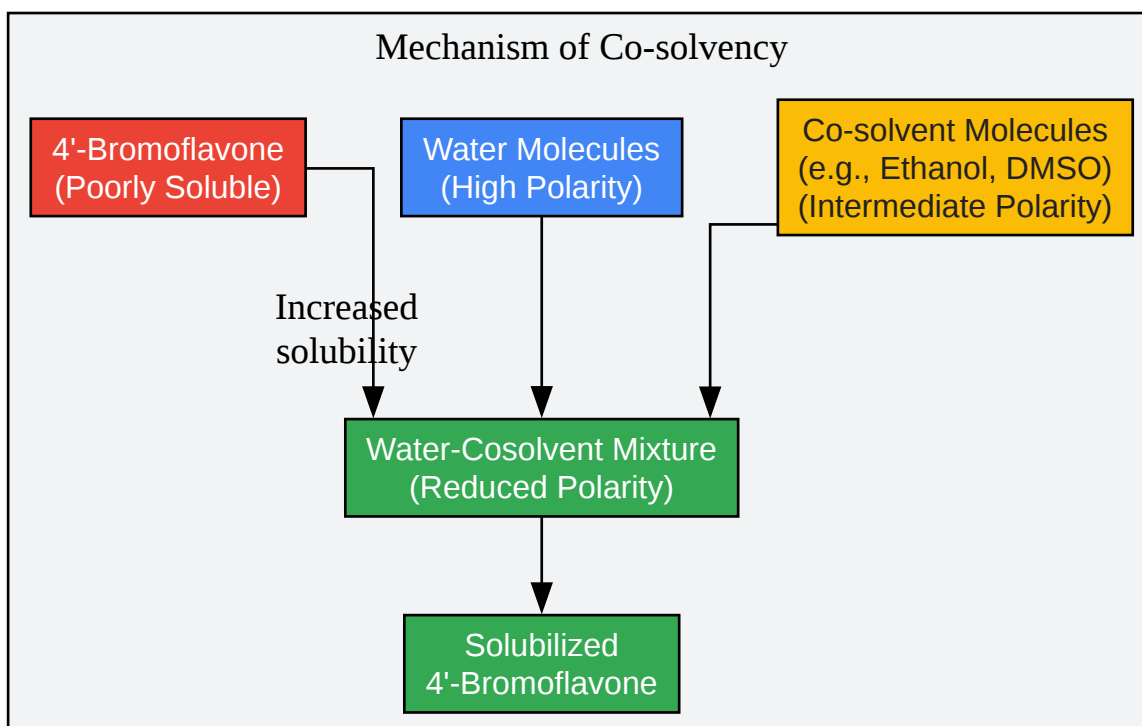 Mechanism of Co-solvency
4'-Bromoflavone
(Poorly Soluble)
Water Molecules
(High Polarity)
Co-solvent Molecules
(e.g., Ethanol, DMSO)
(Intermediate Polarity)
Increased
solubility
Water-Cosolvent Mixture
(Reduced Polarity)
Solubilized
4'-Bromoflavone